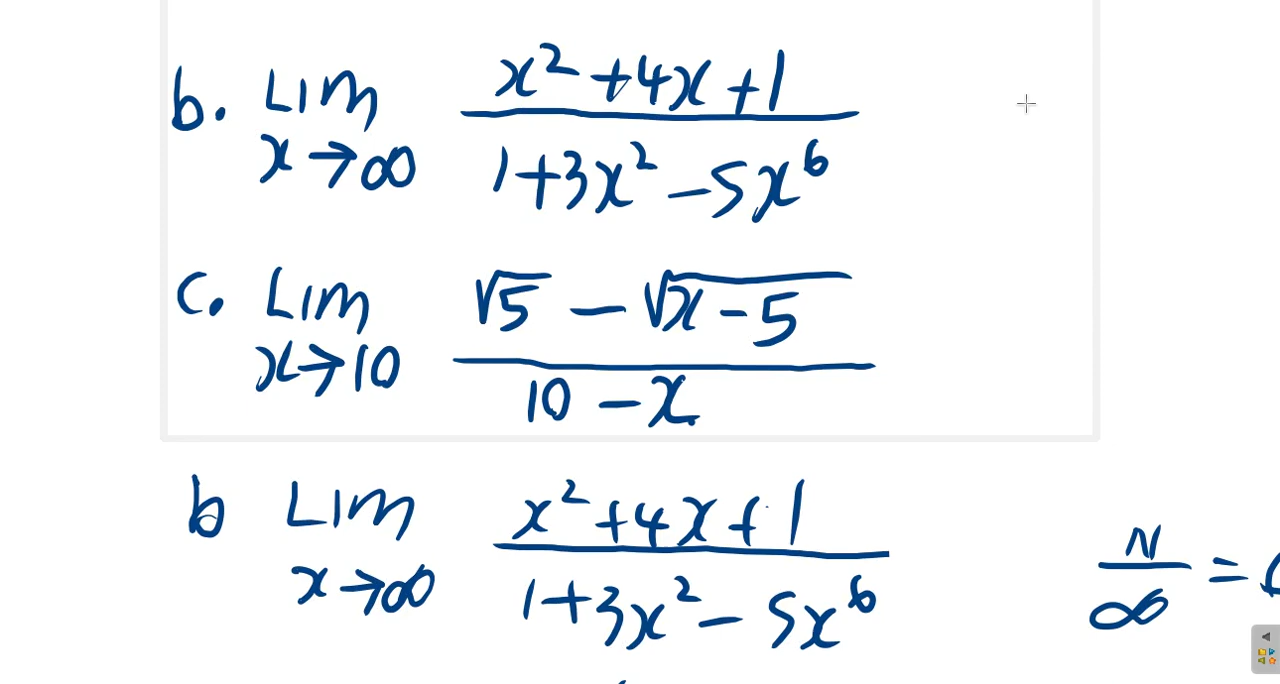 b. Lim x→∞ (x² + 4x + 1) / (1 + 3x² - 5x⁶)
c. Lim x→10 (√5 - √(x - 5)) / (10 - x)
b Lim x→∞ (x² + 4x + 1) / (1 + 3x² - 5x⁶)
N / ∞ =